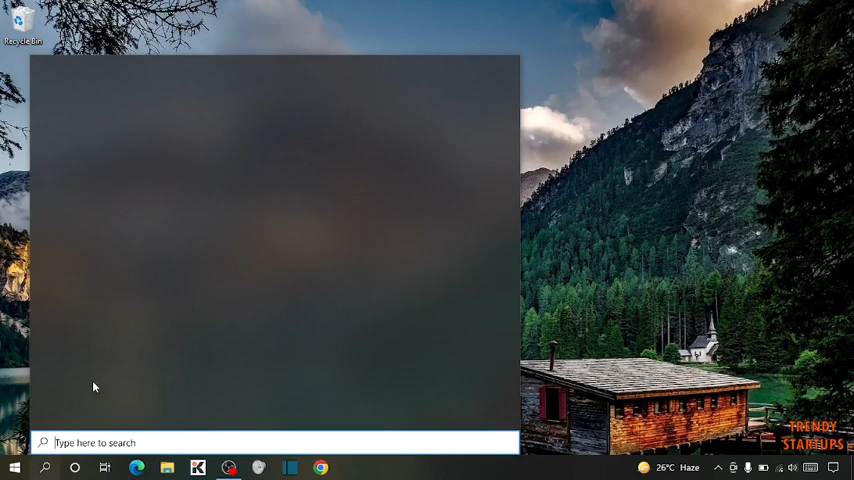 Recycle Bin
Type here to search
K
26°C Haze
TRENDY
STARTUPS